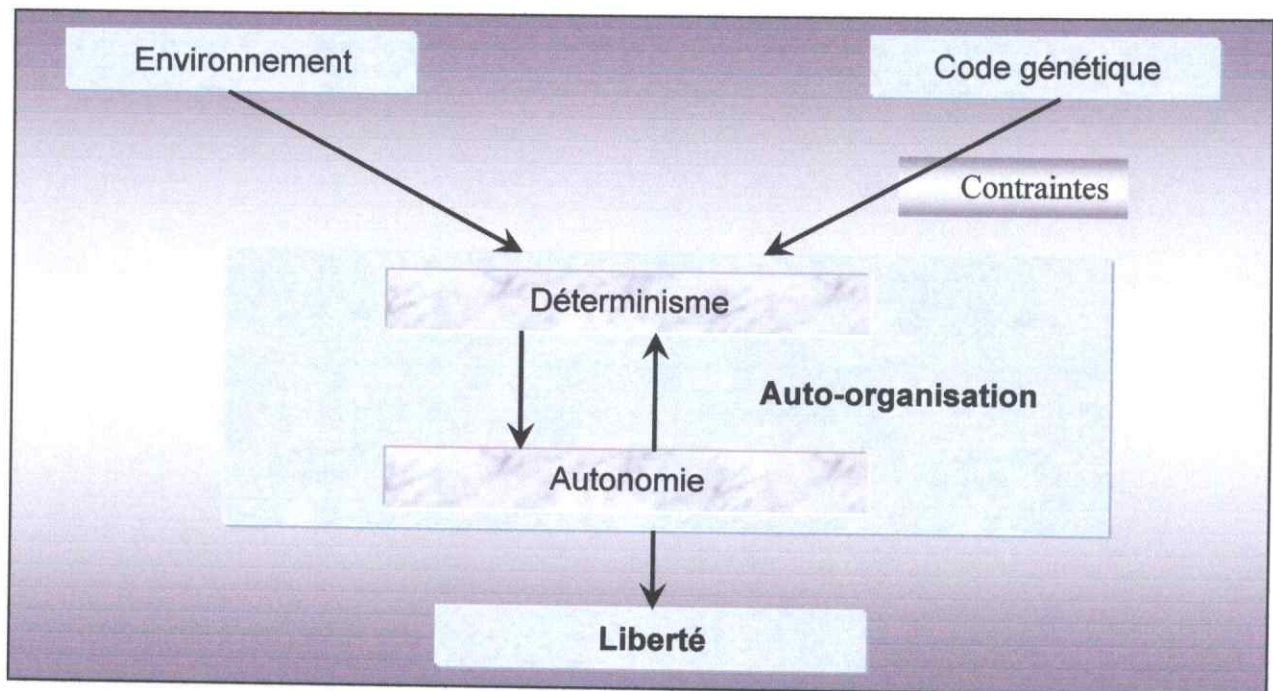 Environnement
Code génétique
Contraintes
Déterminisme
Auto-organisation
Autonomie
Liberté